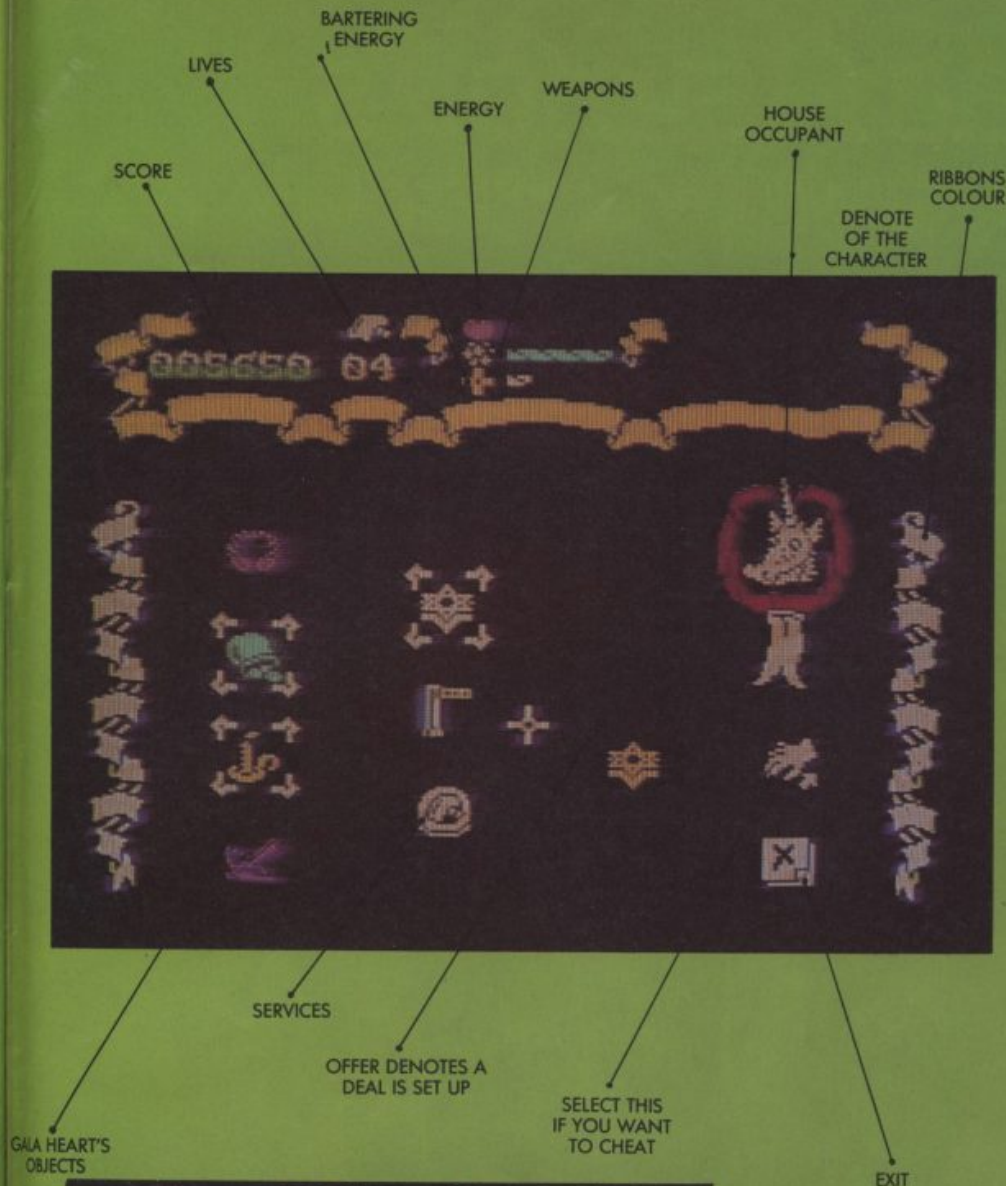 BARTERING
ENERGY
LIVES
ENERGY
WEAPONS
HOUSE
OCCUPANT
SCORE
RIBBONS
COLOUR
DENOTE
OF THE
CHARACTER
005650 04
X
SERVICES
OFFER DENOTES A
DEAL IS SET UP
SELECT THIS
IF YOU WANT
TO CHEAT
GALA HEART'S
OBJECTS
EXIT